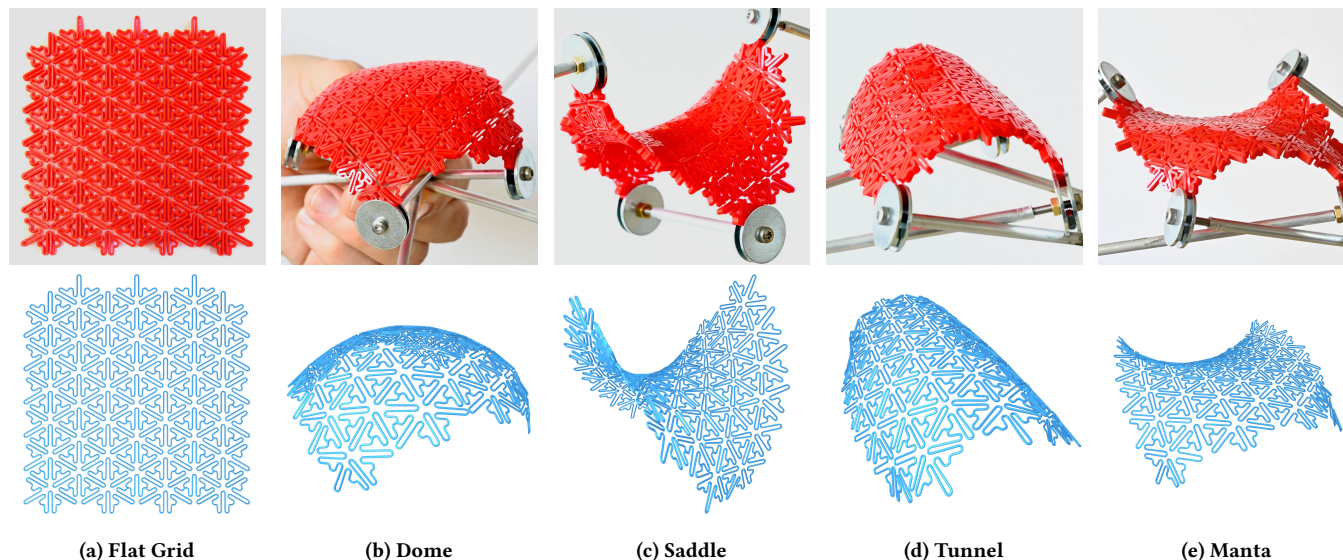 (a) Flat Grid
(b) Dome
(c) Saddle
(d) Tunnel
(e) Manta